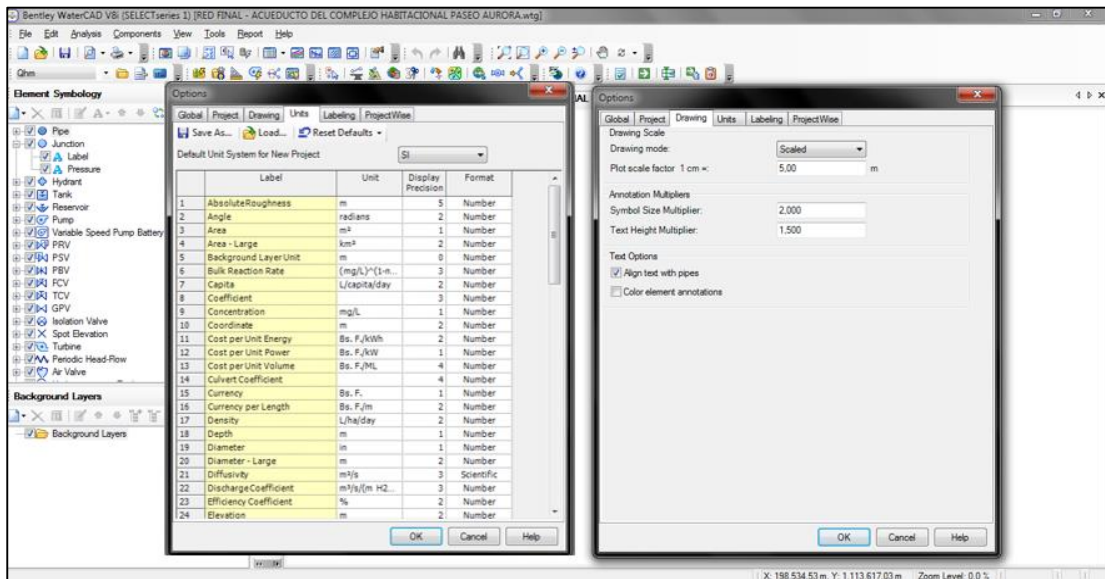 Bentley WaterCAD V8i (SELECTseries 1) [RED FINAL - ACUEDUCTO DEL COMPLEJO HABITACIONAL PASEO AURORA.wtg]
File Edit Analysis Components View Tools Report Help
Qhm
Element Symbology
Pipe
Junction
Label
Pressure
Hydrant
Tank
Reservoir
Pump
Variable Speed Pump Battery
PRV
PSV
PBV
FCV
TCV
GPV
Isolation Valve
Spot Elevation
Turbine
Periodic Head-Flow
Air Valve
Background Layers
Background Layers
Options
Global Project Drawing Units Labeling ProjectWise
Save As... Load... Reset Defaults
Default Unit System for New Project SI
Label Unit Display Precision Format
1 AbsoluteRoughness m 5 Number
2 Angle radians 2 Number
3 Area m² 1 Number
4 Area - Large km² 2 Number
5 Background LayerUnit m 0 Number
6 Bulk Reaction Rate (mg/L)^(1-n... 3 Number
7 Capita L/capita/day 2 Number
8 Coefficient 3 Number
9 Concentration mg/L 1 Number
10 Coordinate m 2 Number
11 Cost per Unit Energy Bs. F./kWh 2 Number
12 Cost per Unit Power Bs. F./kW 1 Number
13 Cost per Unit Volume Bs. F./ML 4 Number
14 Culvert Coefficient 4 Number
15 Currency Bs. F. 1 Number
16 Currency per Length Bs. F./m 2 Number
17 Density L/ha/day 2 Number
18 Depth m 1 Number
19 Diameter in 1 Number
20 Diameter - Large m 2 Number
21 Diffusivity m²/s 3 Scientific
22 DischargeCoefficient m³/s/(m H2... 3 Number
23 Efficiency Coefficient % 2 Number
24 Elevation m 2 Number
OK Cancel Help
AL
Options
Global Project Drawing Units Labeling ProjectWise
Drawing Scale
Drawing mode: Scaled
Plot scale factor 1 cm =: 5,00 m
Annotation Multipliers
Symbol Size Multiplier: 2,000
Text Height Multiplier: 1,500
Text Options
Align text with pipes
Color element annotations
OK Cancel Help
X: 198.534,53 m, Y: 1.113.617,03 m Zoom Level: 0,0 %